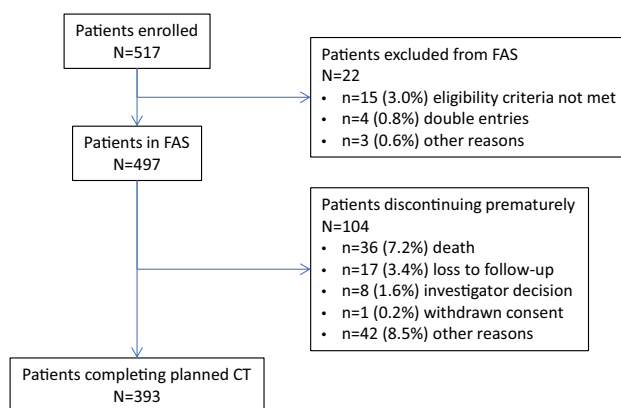 Patients enrolled
N=517
Patients excluded from FAS
N=22
• n=15 (3.0%) eligibility criteria not met
• n=4 (0.8%) double entries
• n=3 (0.6%) other reasons
Patients in FAS
N=497
Patients discontinuing prematurely
N=104
• n=36 (7.2%) death
• n=17 (3.4%) loss to follow-up
• n=8 (1.6%) investigator decision
• n=1 (0.2%) withdrawn consent
• n=42 (8.5%) other reasons
Patients completing planned CT
N=393